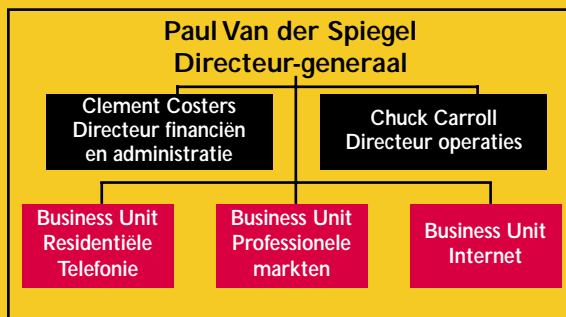 Paul Van der Spiegel
Directeur-generaal
Clement Costers
Directeur financiën
en administratie
Chuck Carroll
Directeur operaties
Business Unit
Residentiële
Telefonie
Business Unit
Professionele
markten
Business Unit
Internet